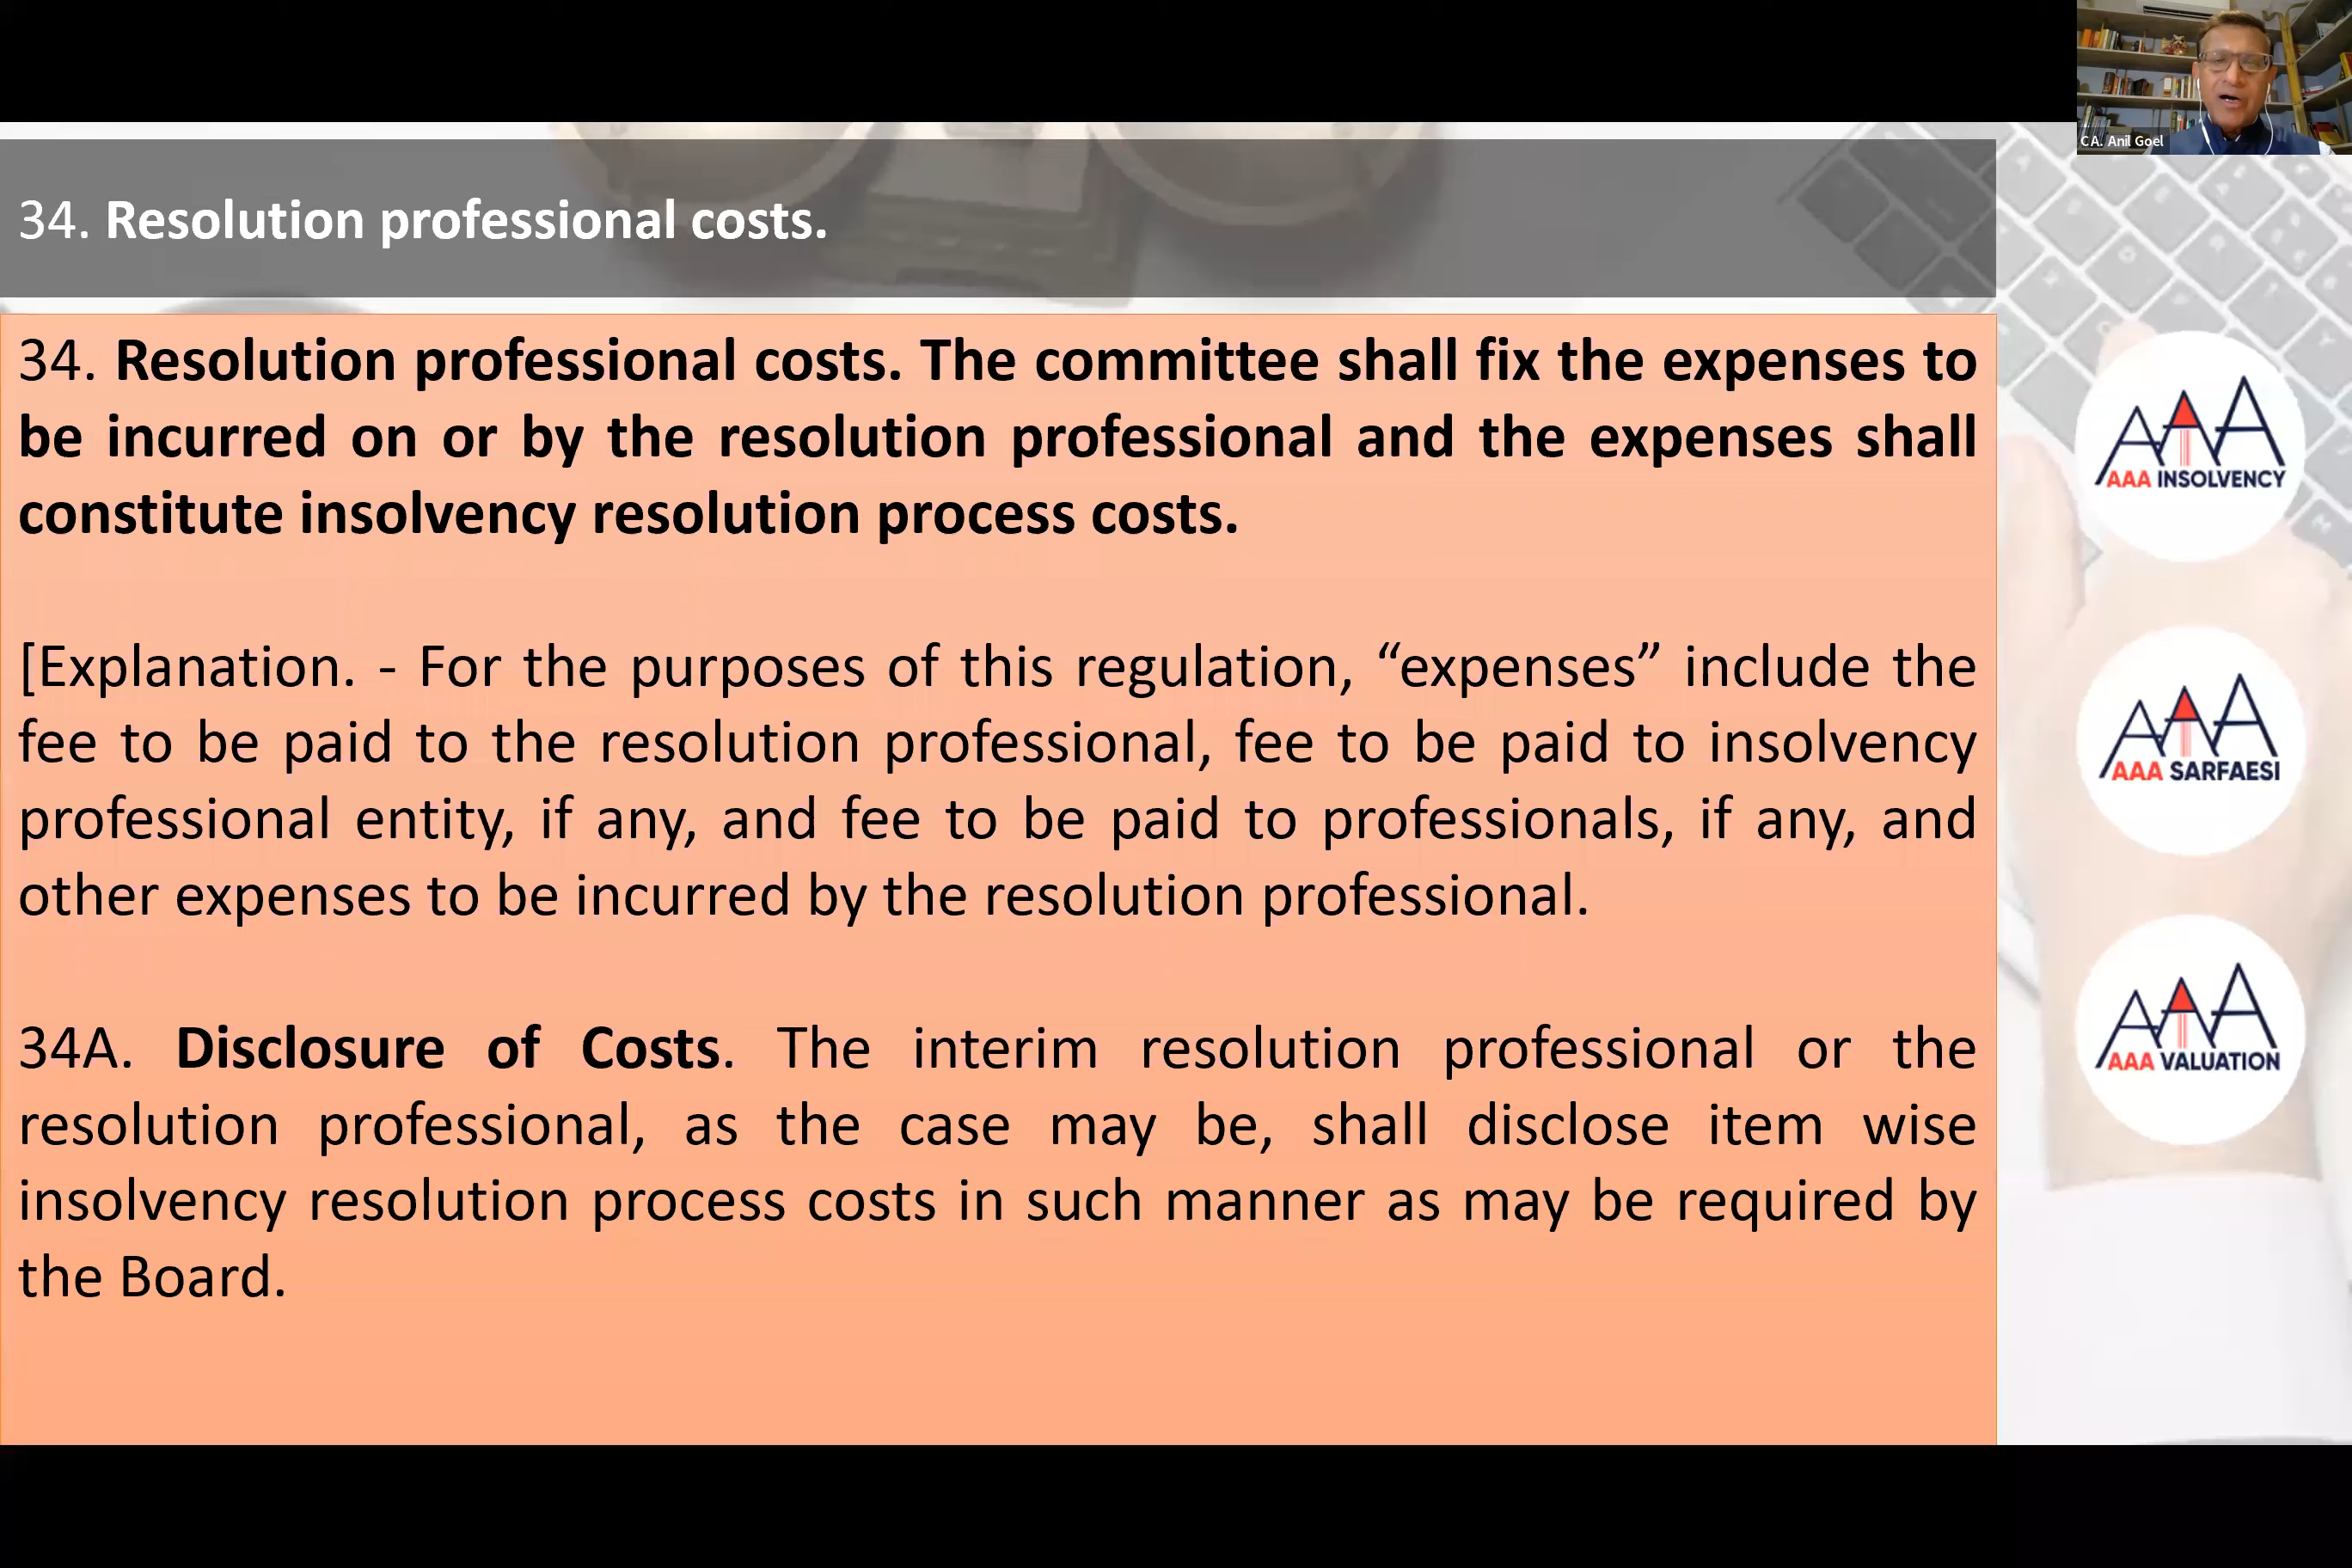 CA. Anil Goel
34. Resolution professional costs.
34. Resolution professional costs. The committee shall fix the expenses to
be incurred on or by the resolution professional and the expenses shall
constitute insolvency resolution process costs.
[Explanation. - For the purposes of this regulation, “expenses” include the
fee to be paid to the resolution professional, fee to be paid to insolvency
professional entity, if any, and fee to be paid to professionals, if any, and
other expenses to be incurred by the resolution professional.
34A. Disclosure of Costs. The interim resolution professional or the
resolution professional, as the case may be, shall disclose item wise
insolvency resolution process costs in such manner as may be required by
the Board.
AAA
AAA INSOLVENCY
AAA
AAA SARFAESI
AAA
AAA VALUATION